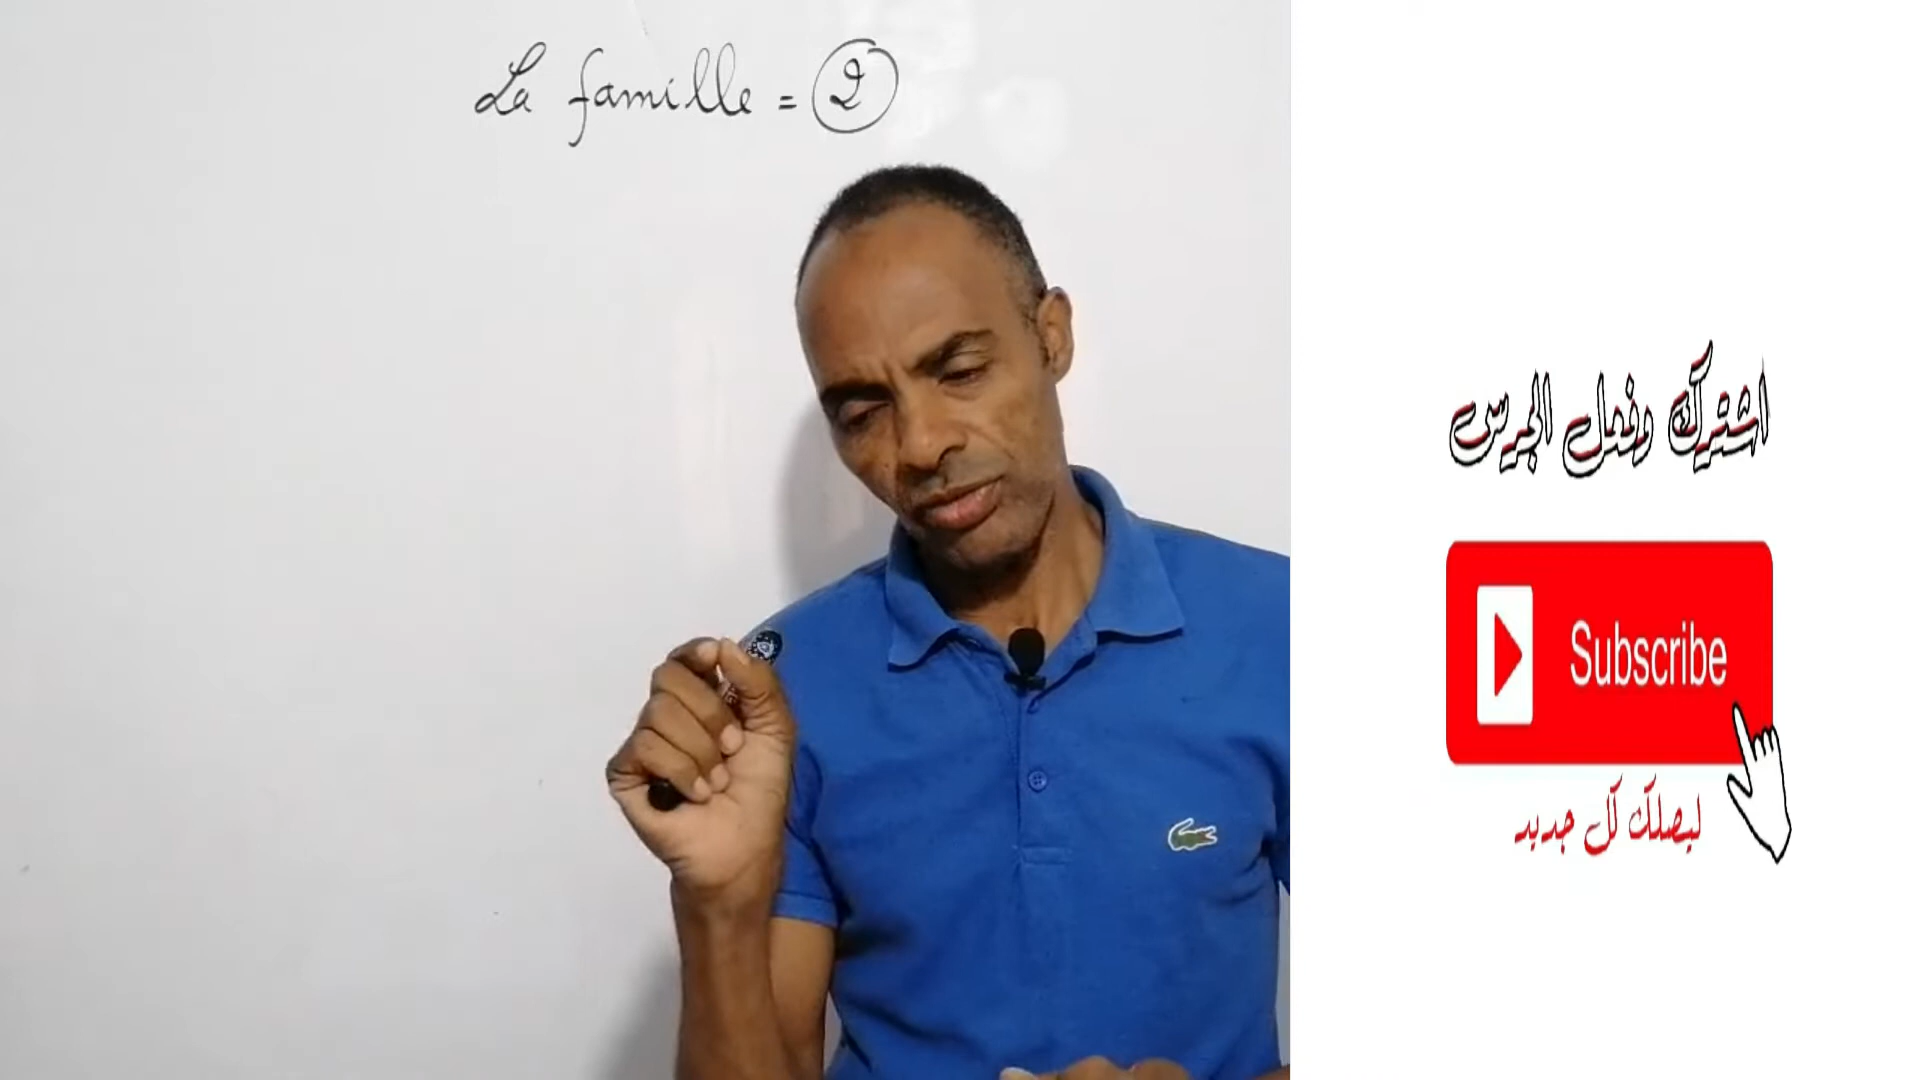 La famille = 2
اشترك وفعل الجرس
Subscribe
ليصلك كل جديد